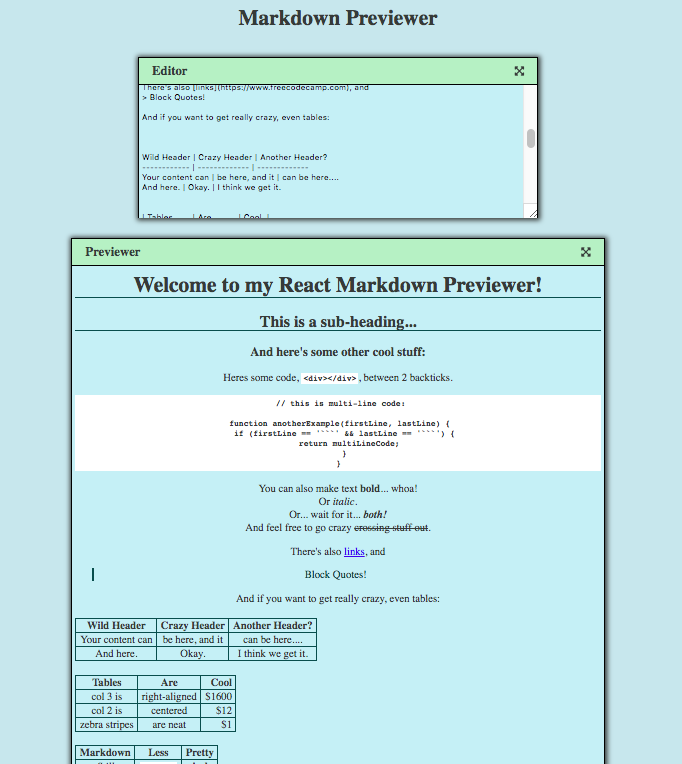 Markdown Previewer
Editor
There's also [links](https://www.freecodecamp.com), and
> Block Quotes!
And if you want to get really crazy, even tables:
Wild Header | Crazy Header | Another Header?
------------ | ------------- | -------------
Your content can | be here, and it | can be here....
And here. | Okay. | I think we get it.
| Tables | Are | Cool |
Previewer
Welcome to my React Markdown Previewer!
This is a sub-heading...
And here's some other cool stuff:
Heres some code, <div></div>, between 2 backticks.
// this is multi-line code:
function anotherExample(firstLine, lastLine) {
if (firstLine == '```' && lastLine == '```') {
return multiLineCode;
}
}
You can also make text bold... whoa!
Or italic.
Or... wait for it... both!
And feel free to go crazy crossing stuff out.
There's also links, and
Block Quotes!
And if you want to get really crazy, even tables:
Wild Header Crazy Header Another Header?
Your content can be here, and it can be here....
And here. Okay. I think we get it.
Tables Are Cool
col 3 is right-aligned $1600
col 2 is centered $12
zebra stripes are neat $1
Markdown Less Pretty